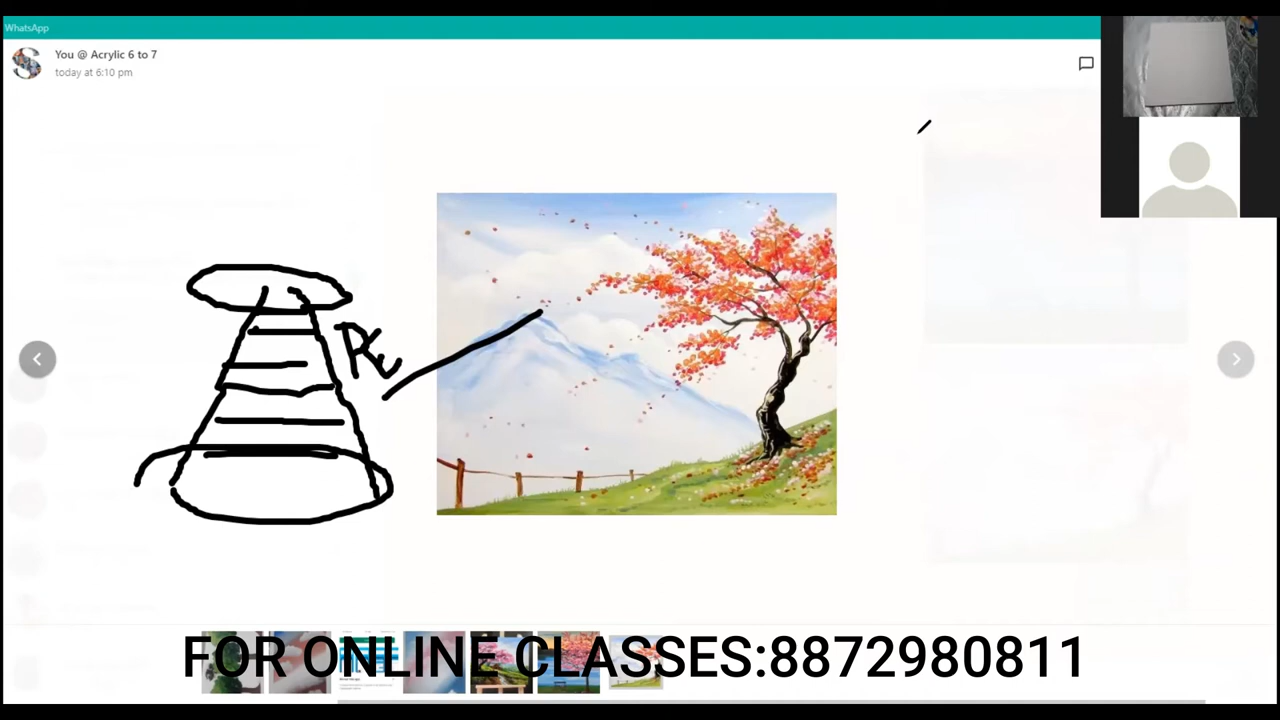 WhatsApp
You @ Acrylic 6 to 7
today at 6:10 pm
FOR ONLINE CLASSES:8872980811